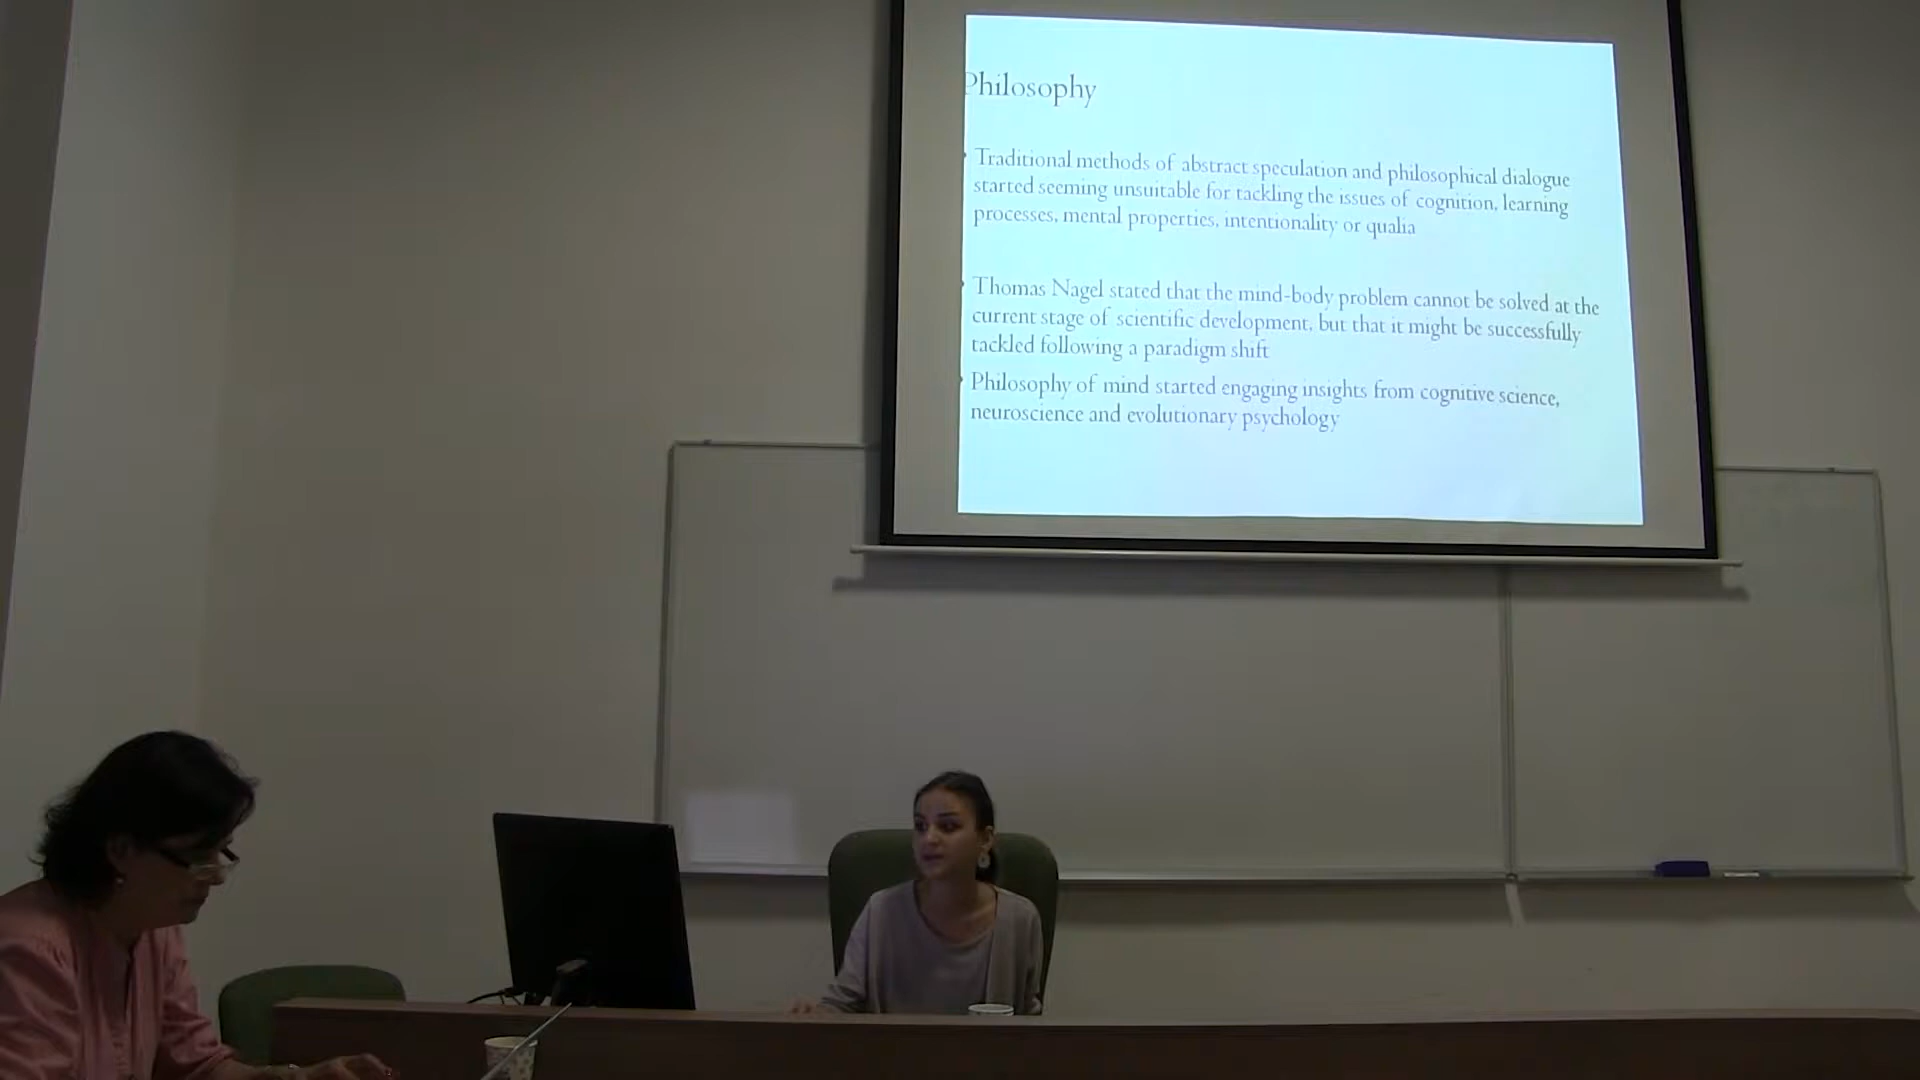 Philosophy
Traditional methods of abstract speculation and philosophical dialogue
started seeming unsuitable for tackling the issues of cognition, learning
processes, mental properties, intentionality or qualia
Thomas Nagel stated that the mind-body problem cannot be solved at the
current stage of scientific development, but that it might be successfully
tackled following a paradigm shift
Philosophy of mind started engaging insights from cognitive science,
neuroscience and evolutionary psychology